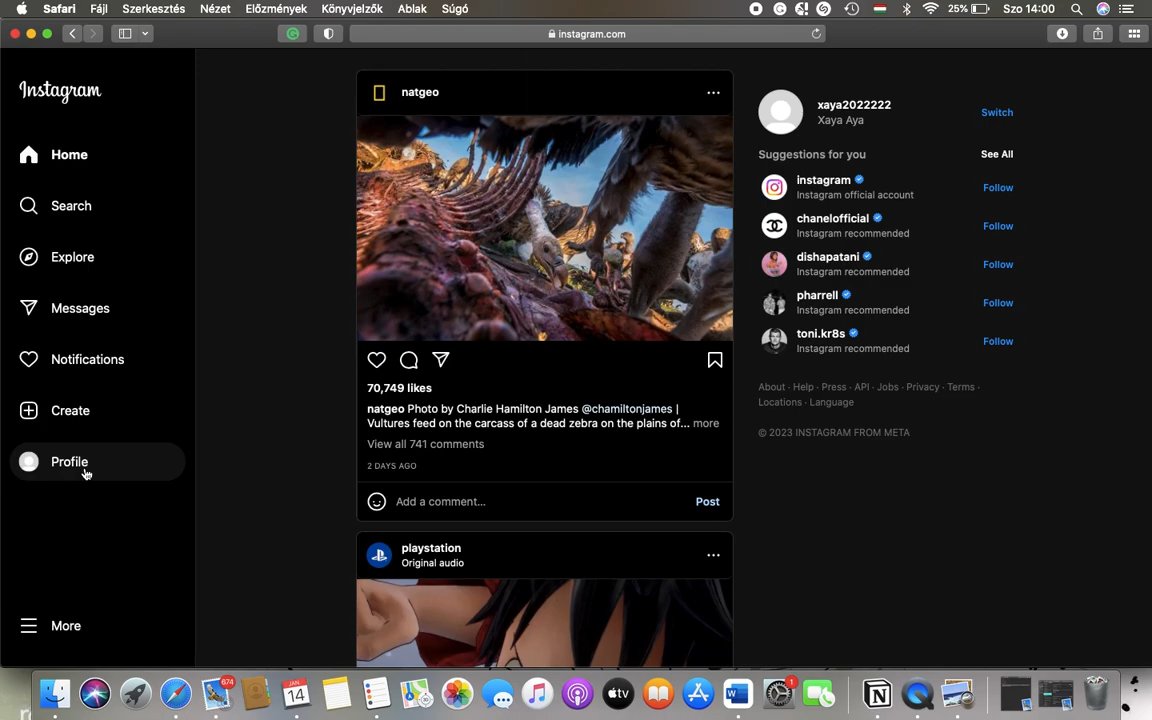 Safari Fájl Szerkesztés Nézet Előzmények Könyvjelzők Ablak Súgó 25% Szo 14:00
instagram.com
Instagram
Home
Search
Explore
Messages
Notifications
Create
Profile
More
natgeo
70,749 likes
natgeo Photo by Charlie Hamilton James @chamiltonjames |
Vultures feed on the carcass of a dead zebra on the plains of... more
View all 741 comments
2 DAYS AGO
Add a comment... Post
playstation
Original audio
xaya2022222
Xaya Aya
Switch
Suggestions for you See All
instagram
Instagram official account
Follow
chanelofficial
Instagram recommended
Follow
dishapatani
Instagram recommended
Follow
pharrell
Instagram recommended
Follow
toni.kr8s
Instagram recommended
Follow
About · Help · Press · API · Jobs · Privacy · Terms ·
Locations · Language
© 2023 INSTAGRAM FROM META
674
14
tv
W
1
N